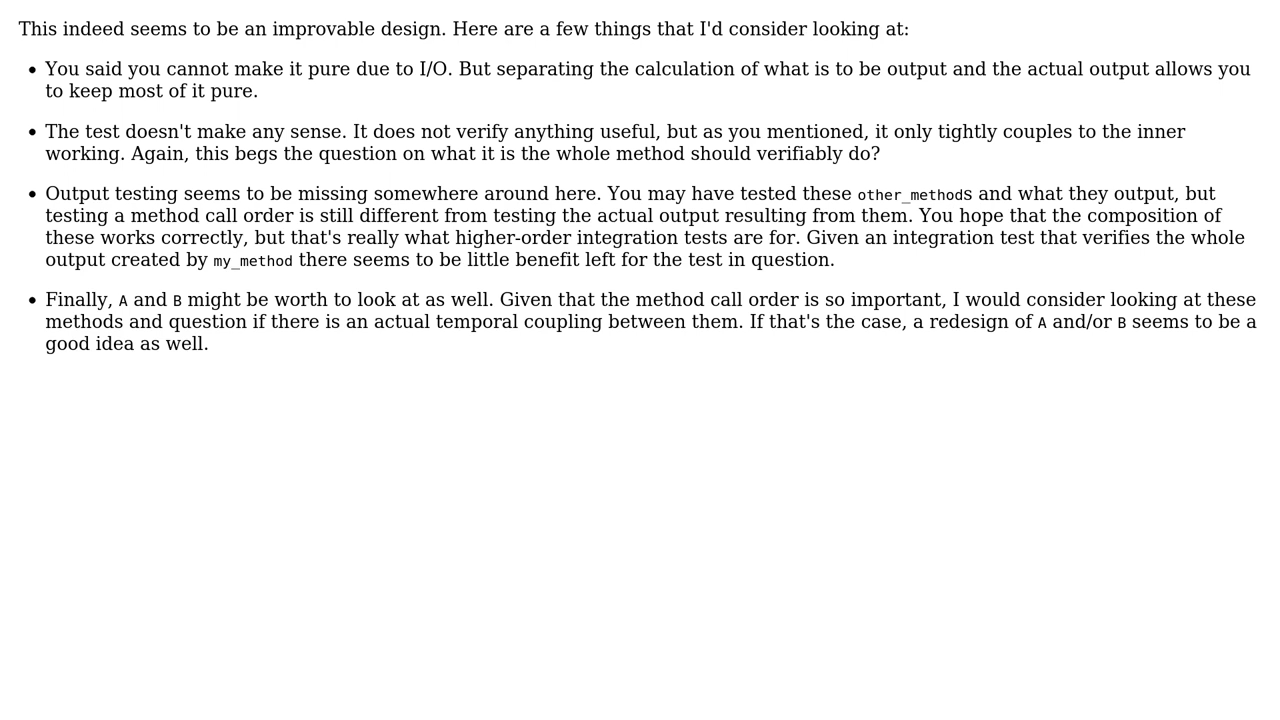 This indeed seems to be an improvable design. Here are a few things that I'd consider looking at:
• You said you cannot make it pure due to I/O. But separating the calculation of what is to be output and the actual output allows you
to keep most of it pure.
• The test doesn't make any sense. It does not verify anything useful, but as you mentioned, it only tightly couples to the inner
working. Again, this begs the question on what it is the whole method should verifiably do?
• Output testing seems to be missing somewhere around here. You may have tested these other_methods and what they output, but
testing a method call order is still different from testing the actual output resulting from them. You hope that the composition of
these works correctly, but that's really what higher-order integration tests are for. Given an integration test that verifies the whole
output created by my_method there seems to be little benefit left for the test in question.
• Finally, A and B might be worth to look at as well. Given that the method call order is so important, I would consider looking at these
methods and question if there is an actual temporal coupling between them. If that's the case, a redesign of A and/or B seems to be a
good idea as well.